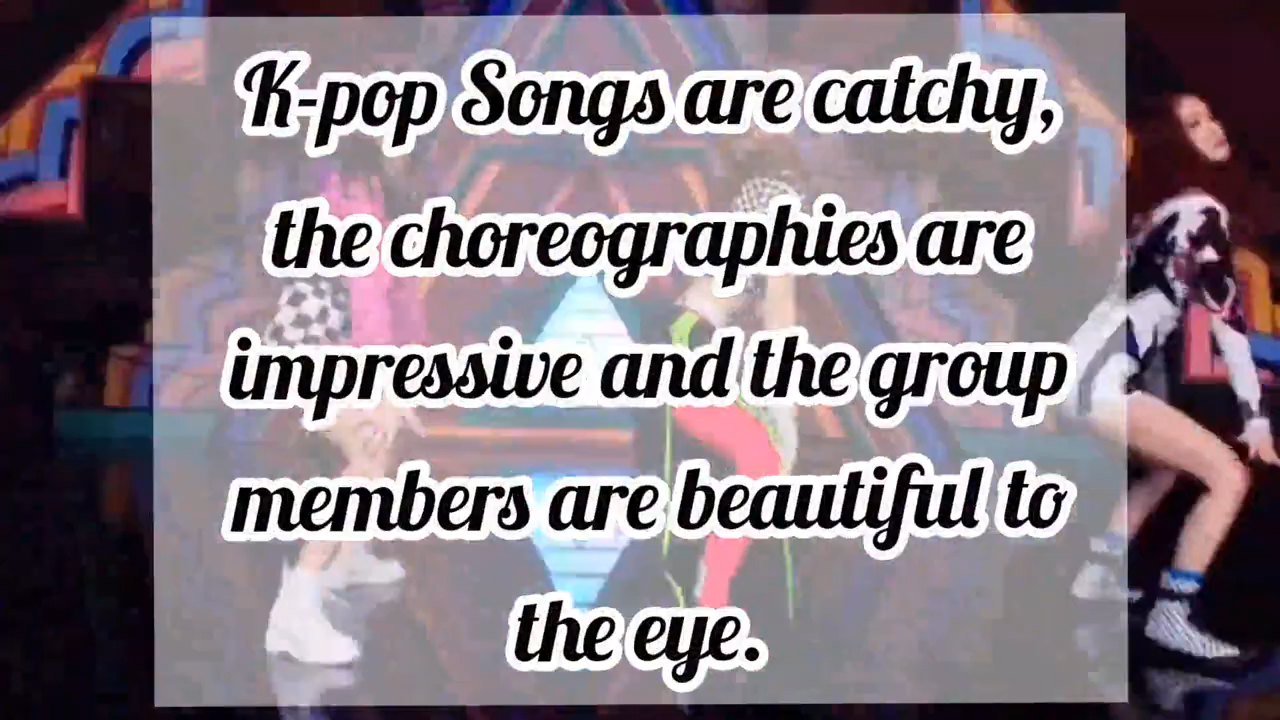 K-pop Songs are catchy,
the choreographies are
impressive and the group
members are beautiful to
the eye.